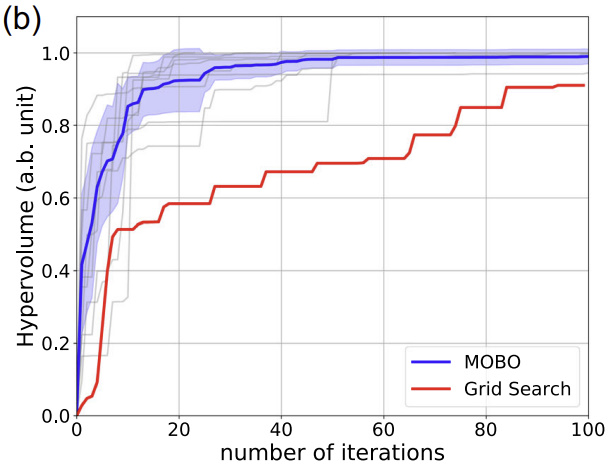 (b)
Hypervolume (a.b. unit)
1.0
0.8
0.6
0.4
0.2
0.0
MOBO
Grid Search
0 20 40 60 80 100
number of iterations